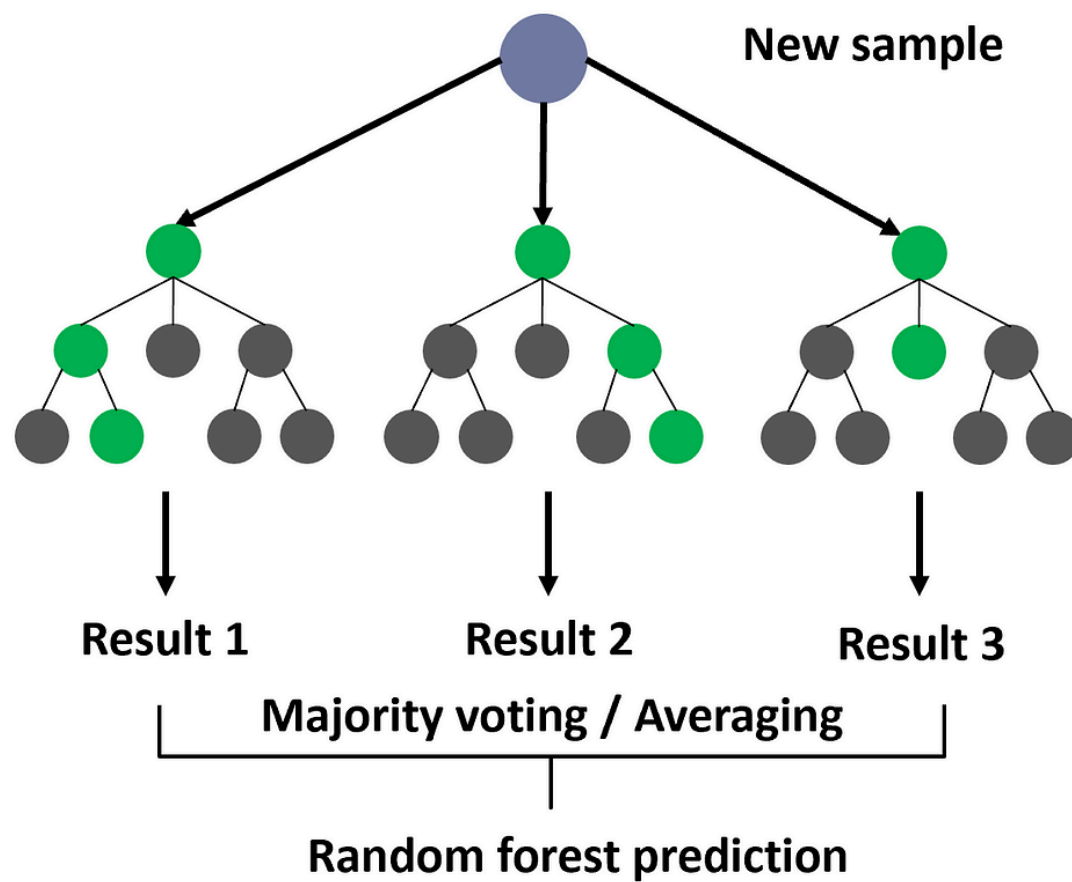 New sample
Result 1
Result 2
Result 3
Majority voting / Averaging
Random forest prediction